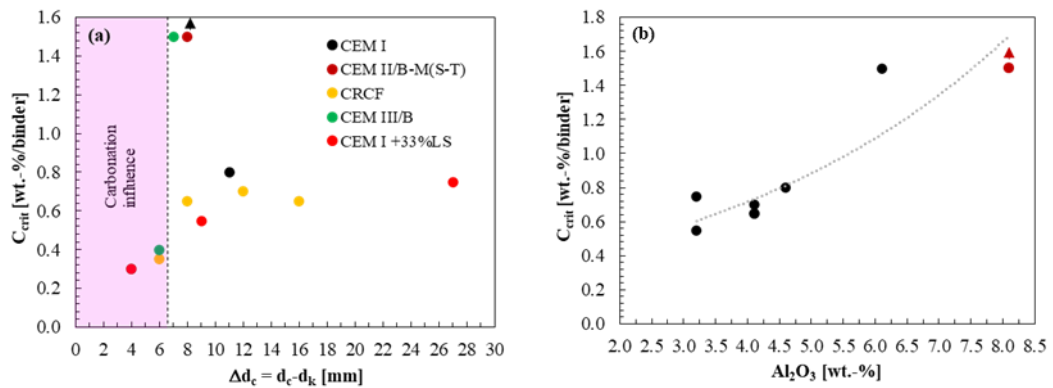 (a)
C_crit [wt.-%/binder]
1.6
1.4
1.2
1.0
0.8
0.6
0.4
0.2
0.0
Carbonation
influence
CEM I
CEM II/B-M(S-T)
CRCF
CEM III/B
CEM I +33%LS
0 2 4 6 8 10 12 14 16 18 20 22 24 26 28 30
Δd_c = d_c-d_k [mm]
(b)
C_crit [wt.-%/binder]
1.8
1.6
1.4
1.2
1.0
0.8
0.6
0.4
0.2
0.0
2.0 2.5 3.0 3.5 4.0 4.5 5.0 5.5 6.0 6.5 7.0 7.5 8.0 8.5
Al₂O₃ [wt.-%]